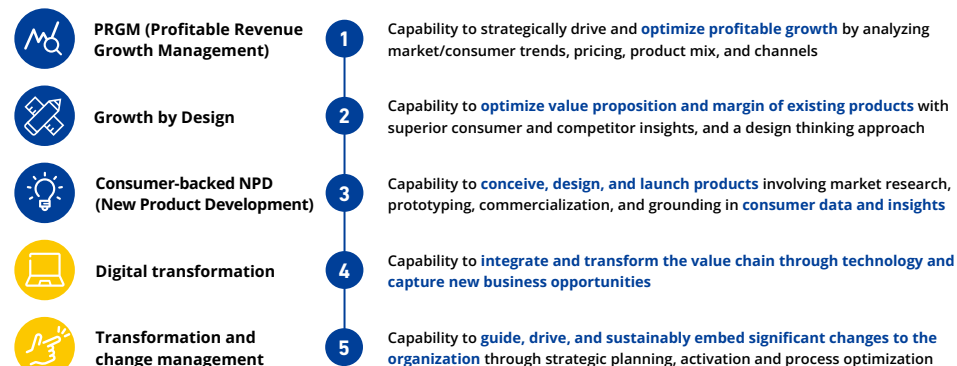 PRGM (Profitable Revenue
Growth Management)
1
Capability to strategically drive and optimize profitable growth by analyzing
market/consumer trends, pricing, product mix, and channels
Growth by Design
2
Capability to optimize value proposition and margin of existing products with
superior consumer and competitor insights, and a design thinking approach
Consumer-backed NPD
(New Product Development)
3
Capability to conceive, design, and launch products involving market research,
prototyping, commercialization, and grounding in consumer data and insights
Digital transformation
4
Capability to integrate and transform the value chain through technology and
capture new business opportunities
Transformation and
change management
5
Capability to guide, drive, and sustainably embed significant changes to the
organization through strategic planning, activation and process optimization